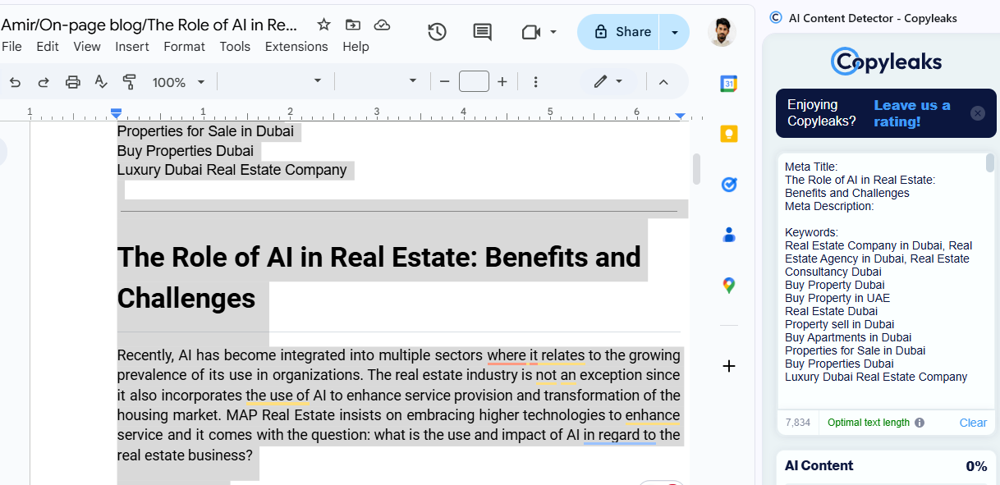 Amir/On-page blog/The Role of AI in Re...
File Edit View Insert Format Tools Extensions Help
Share
100%
1 1 2 3 4 5 6
31
Properties for Sale in Dubai
Buy Properties Dubai
Luxury Dubai Real Estate Company
The Role of AI in Real Estate: Benefits and
Challenges
Recently, AI has become integrated into multiple sectors where it relates to the growing
prevalence of its use in organizations. The real estate industry is not an exception since
it also incorporates the use of AI to enhance service provision and transformation of the
housing market. MAP Real Estate insists on embracing higher technologies to enhance
service and it comes with the question: what is the use and impact of AI in regard to the
real estate business?
AI Content Detector - Copyleaks
Copyleaks
Enjoying
Copyleaks?
Leave us a
rating!
Meta Title:
The Role of AI in Real Estate:
Benefits and Challenges
Meta Description:
Keywords:
Real Estate Company in Dubai, Real
Estate Agency in Dubai, Real Estate
Consultancy Dubai
Buy Property Dubai
Buy Property in UAE
Real Estate Dubai
Property sell in Dubai
Buy Apartments in Dubai
Properties for Sale in Dubai
Buy Properties Dubai
Luxury Dubai Real Estate Company
7,834 Optimal text length Clear
AI Content 0%